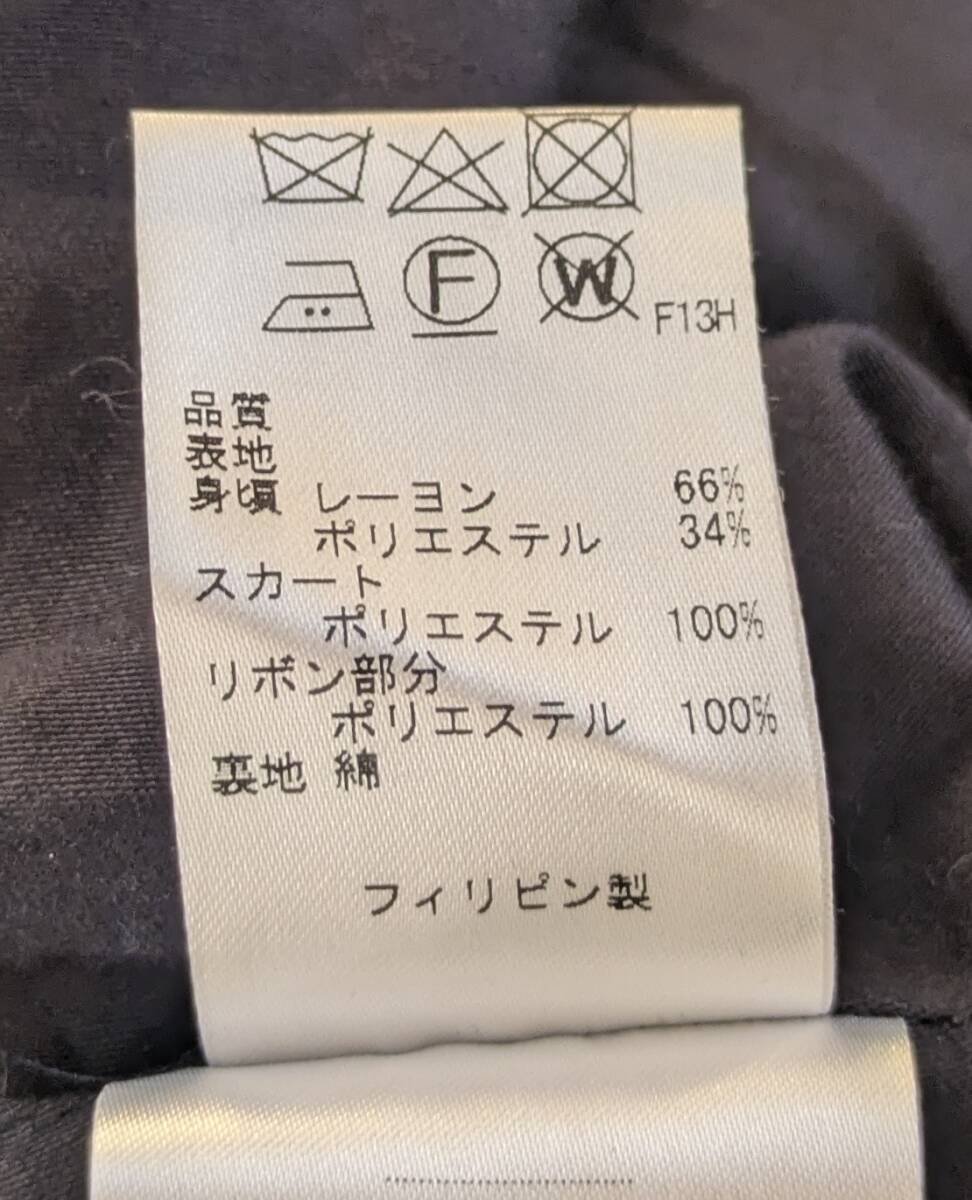 F W F13H
品質
表地
身頃 レーヨン 66%
ポリエステル 34%
スカート
ポリエステル 100%
リボン部分
ポリエステル 100%
裏地 綿
フィリピン製